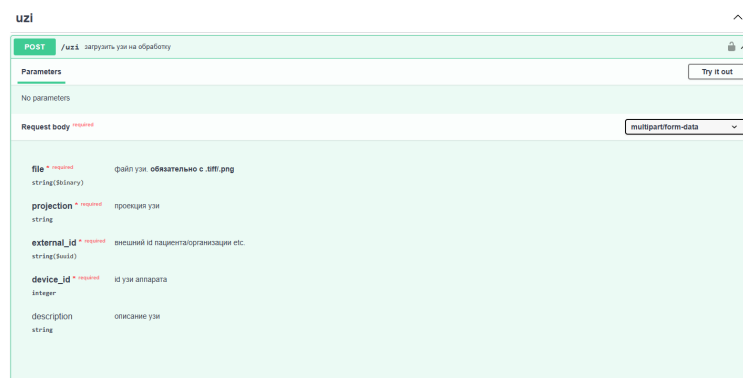 uzi
POST /uzi загрузить узи на обработку
Parameters
Try it out
No parameters
Request body required
multipart/form-data
file * required файл узи. обязательно с .tiff/.png
string($binary)
projection * required проекция узи
string
external_id * required внешний id пациента/организации etc.
string($uuid)
device_id * required id узи аппарата
integer
description описание узи
string